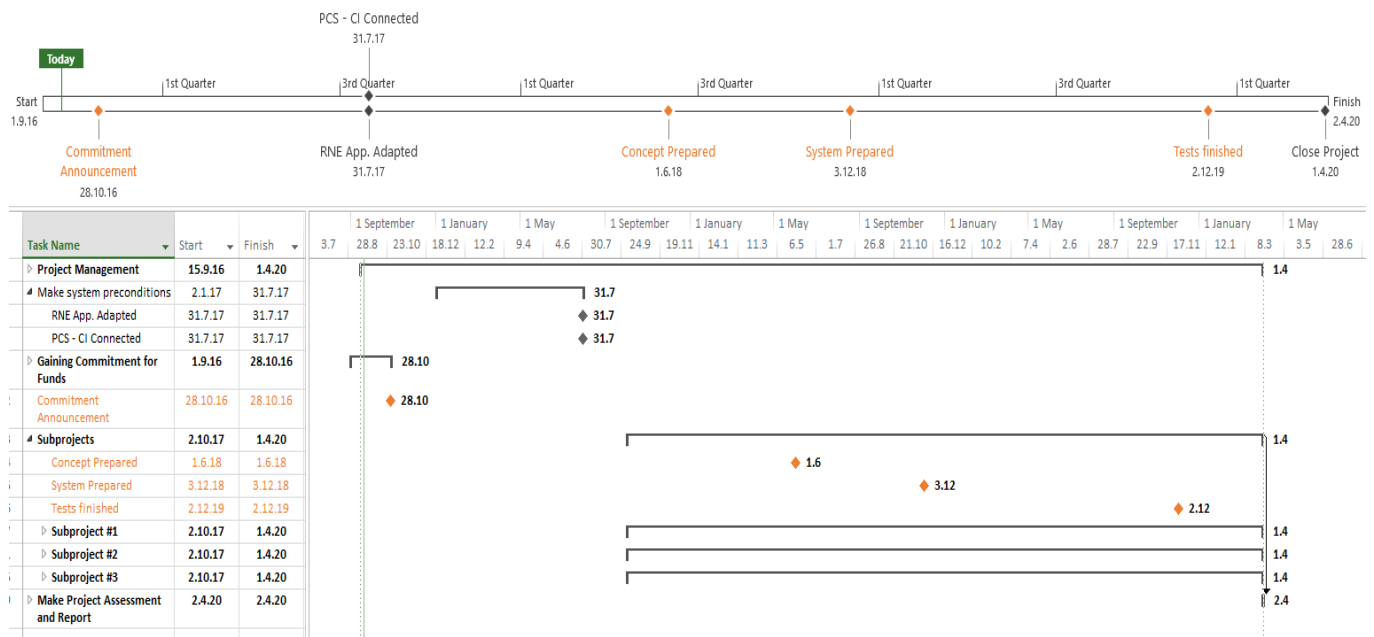 PCS - CI Connected
31.7.17
Today
1st Quarter 3rd Quarter 1st Quarter 3rd Quarter 1st Quarter 3rd Quarter 1st Quarter
Start
1.9.16
Finish
2.4.20
Commitment
Announcement
28.10.16
RNE App. Adapted
31.7.17
Concept Prepared
1.6.18
System Prepared
3.12.18
Tests finished
2.12.19
Close Project
1.4.20
1 September 1 January 1 May 1 September 1 January 1 May 1 September 1 January 1 May 1 September 1 January 1 May
Task Name Start Finish 3.7 28.8 23.10 18.12 12.2 9.4 4.6 30.7 24.9 19.11 14.1 11.3 6.5 1.7 26.8 21.10 16.12 10.2 7.4 2.6 28.7 22.9 17.11 12.1 8.3 3.5 28.6
Project Management 15.9.16 1.4.20 1.4
Make system preconditions 2.1.17 31.7.17 31.7
RNE App. Adapted 31.7.17 31.7.17 31.7
PCS - CI Connected 31.7.17 31.7.17 31.7
Gaining Commitment for 1.9.16 28.10.16 28.10
Funds
Commitment 28.10.16 28.10.16 28.10
Announcement
Subprojects 2.10.17 1.4.20 1.4
Concept Prepared 1.6.18 1.6.18 1.6
System Prepared 3.12.18 3.12.18 3.12
Tests finished 2.12.19 2.12.19 2.12
Subproject #1 2.10.17 1.4.20 1.4
Subproject #2 2.10.17 1.4.20 1.4
Subproject #3 2.10.17 1.4.20 1.4
Make Project Assessment 2.4.20 2.4.20 2.4
and Report